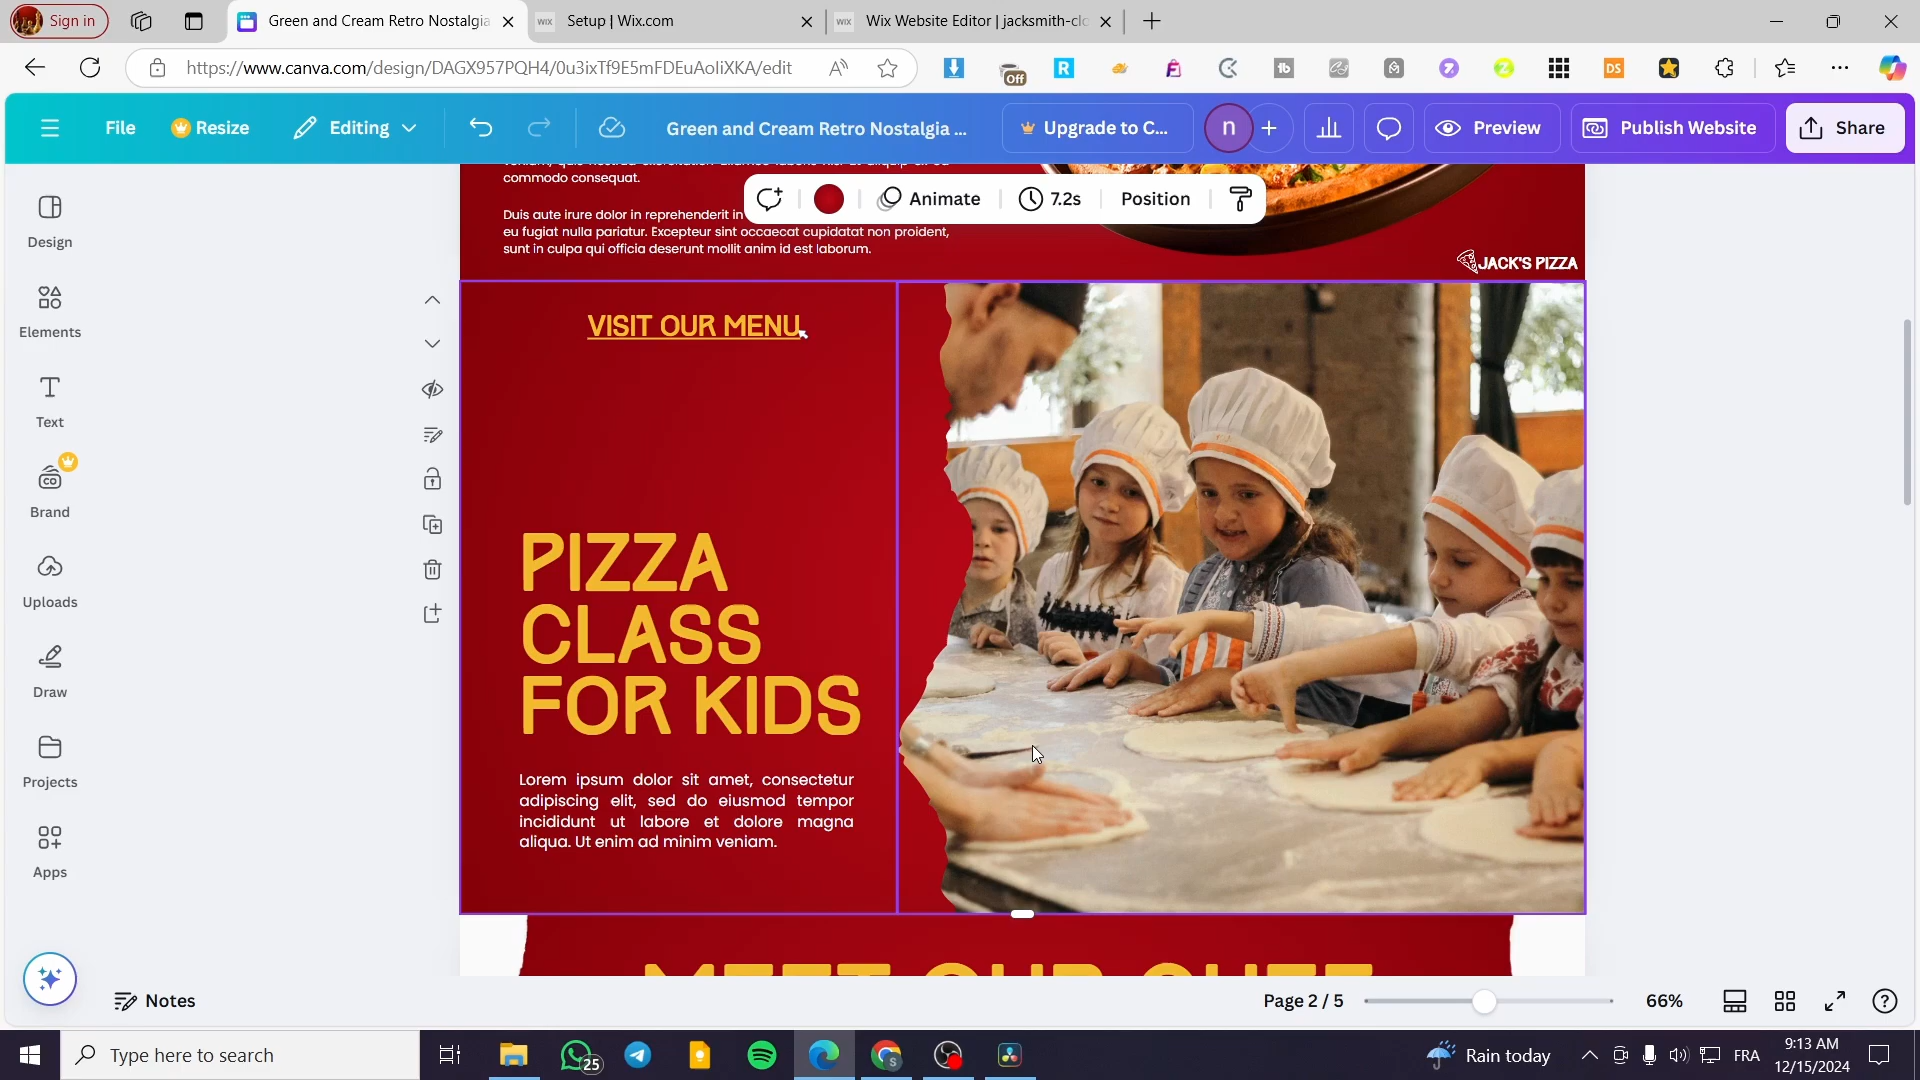 Sign in
Green and Cream Retro Nostalgia
Setup | Wix.com
Wix Website Editor | jacksmith-clo
https://www.canva.com/design/DAGX957PQH4/0u3ixTf9E5mFDEuAoliXKA/edit
Off
File
Resize
Editing
Green and Cream Retro Nostalgia ...
Upgrade to C...
n
Preview
Publish Website
Share
commodo consequat.
Animate
7.2s
Position
Duis aute irure dolor in reprehenderit in
eu fugiat nulla pariatur. Excepteur sint occaecat cupidatat non proident,
sunt in culpa qui officia deserunt mollit anim id est laborum.
JACK'S PIZZA
Design
Elements
Text
Brand
Uploads
Draw
Projects
Apps
VISIT OUR MENU
PIZZA
CLASS
FOR KIDS
Lorem ipsum dolor sit amet, consectetur
adipiscing elit, sed do eiusmod tempor
incididunt ut labore et dolore magna
aliqua. Ut enim ad minim veniam.
Notes
Page 2 / 5
66%
Type here to search
25
Rain today
FRA
9:13 AM
12/15/2024